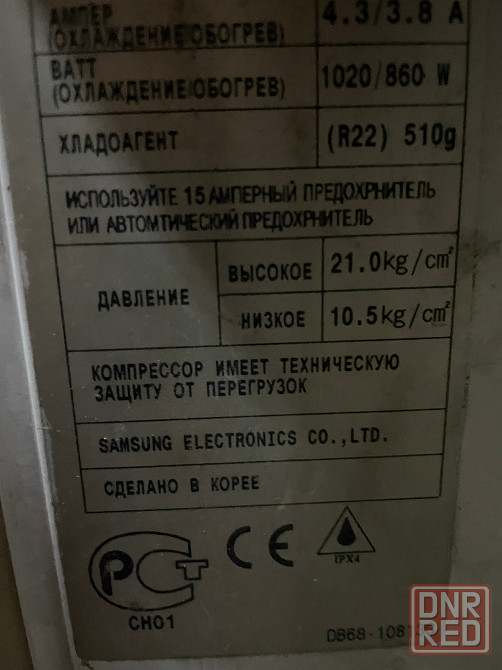 АМПЕР 4.3/3.8 A
(ОХЛАЖДЕНИЕ/ОБОГРЕВ)
ВАТТ 1020/860 W
(ОХЛАЖДЕНИЕ/ОБОГРЕВ)
ХЛАДОАГЕНТ (R22) 510g
ИСПОЛЬЗУЙТЕ 15 АМПЕРНЫЙ ПРЕДОХРНИТЕЛЬ
ИЛИ АВТОМТИЧЕСКИЙ ПРЕДОХРНИТЕЛЬ
ДАВЛЕНИЕ
ВЫСОКОЕ 21.0kg/cm²
НИЗКОЕ 10.5kg/cm²
КОМПРЕССОР ИМЕЕТ ТЕХНИЧЕСКУЮ
ЗАЩИТУ ОТ ПЕРЕГРУЗОК
SAMSUNG ELECTRONICS CO.,LTD.
СДЕЛАНО В КОРЕЕ
РСТ
CE
IPX4
CH01
DNR
RED